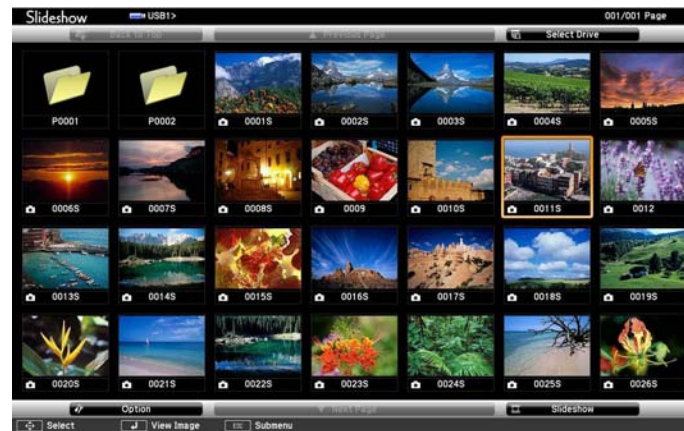 Slideshow USB1> 001/001 Page
Back to Top Previous Page Select Drive
P0001 P0002 0001S 0002S 0003S 0004S 0005S
0006S 0007S 0008S 0009 0010S 0011S 0012
0013S 0014S 0015S 0016S 0017S 0018S 0019S
0020S 0021S 0022S 0023S 0024S 0025S 0026S
Option Next Page Slideshow
Select View Image Esc Submenu